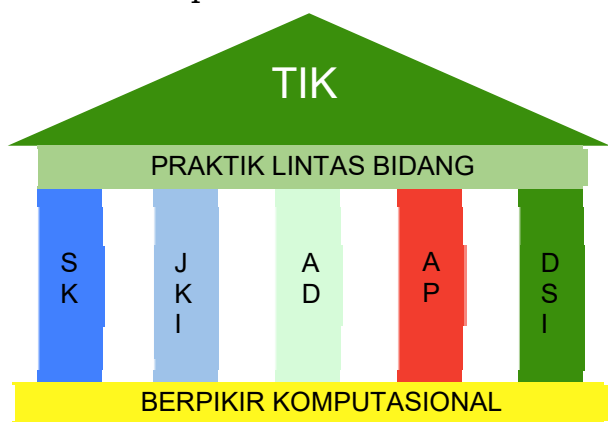 TIK
PRAKTIK LINTAS BIDANG
S
K
J
K
I
A
D
A
P
D
S
I
BERPIKIR KOMPUTASIONAL